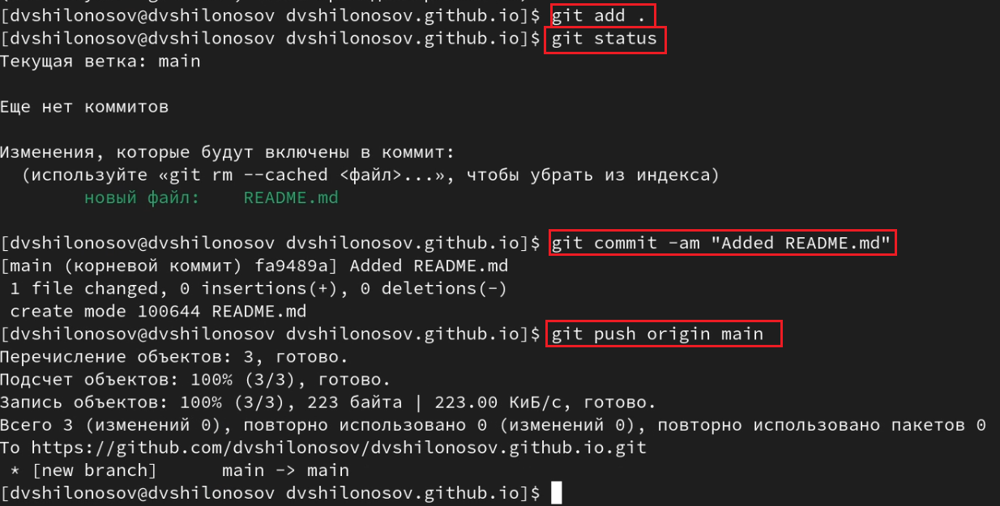 [dvshilonosov@dvshilonosov dvshilonosov.github.io]$ git add .
[dvshilonosov@dvshilonosov dvshilonosov.github.io]$ git status
Текущая ветка: main
Еще нет коммитов
Изменения, которые будут включены в коммит:
(используйте «git rm --cached <файл>...», чтобы убрать из индекса)
новый файл: README.md
[dvshilonosov@dvshilonosov dvshilonosov.github.io]$ git commit -am "Added README.md"
[main (корневой коммит) fa9489a] Added README.md
1 file changed, 0 insertions(+), 0 deletions(-)
create mode 100644 README.md
[dvshilonosov@dvshilonosov dvshilonosov.github.io]$ git push origin main
Перечисление объектов: 3, готово.
Подсчет объектов: 100% (3/3), готово.
Запись объектов: 100% (3/3), 223 байта | 223.00 КиБ/с, готово.
Всего 3 (изменений 0), повторно использовано 0 (изменений 0), повторно использовано пакетов 0
To https://github.com/dvshilonosov/dvshilonosov.github.io.git
* [new branch] main -> main
[dvshilonosov@dvshilonosov dvshilonosov.github.io]$